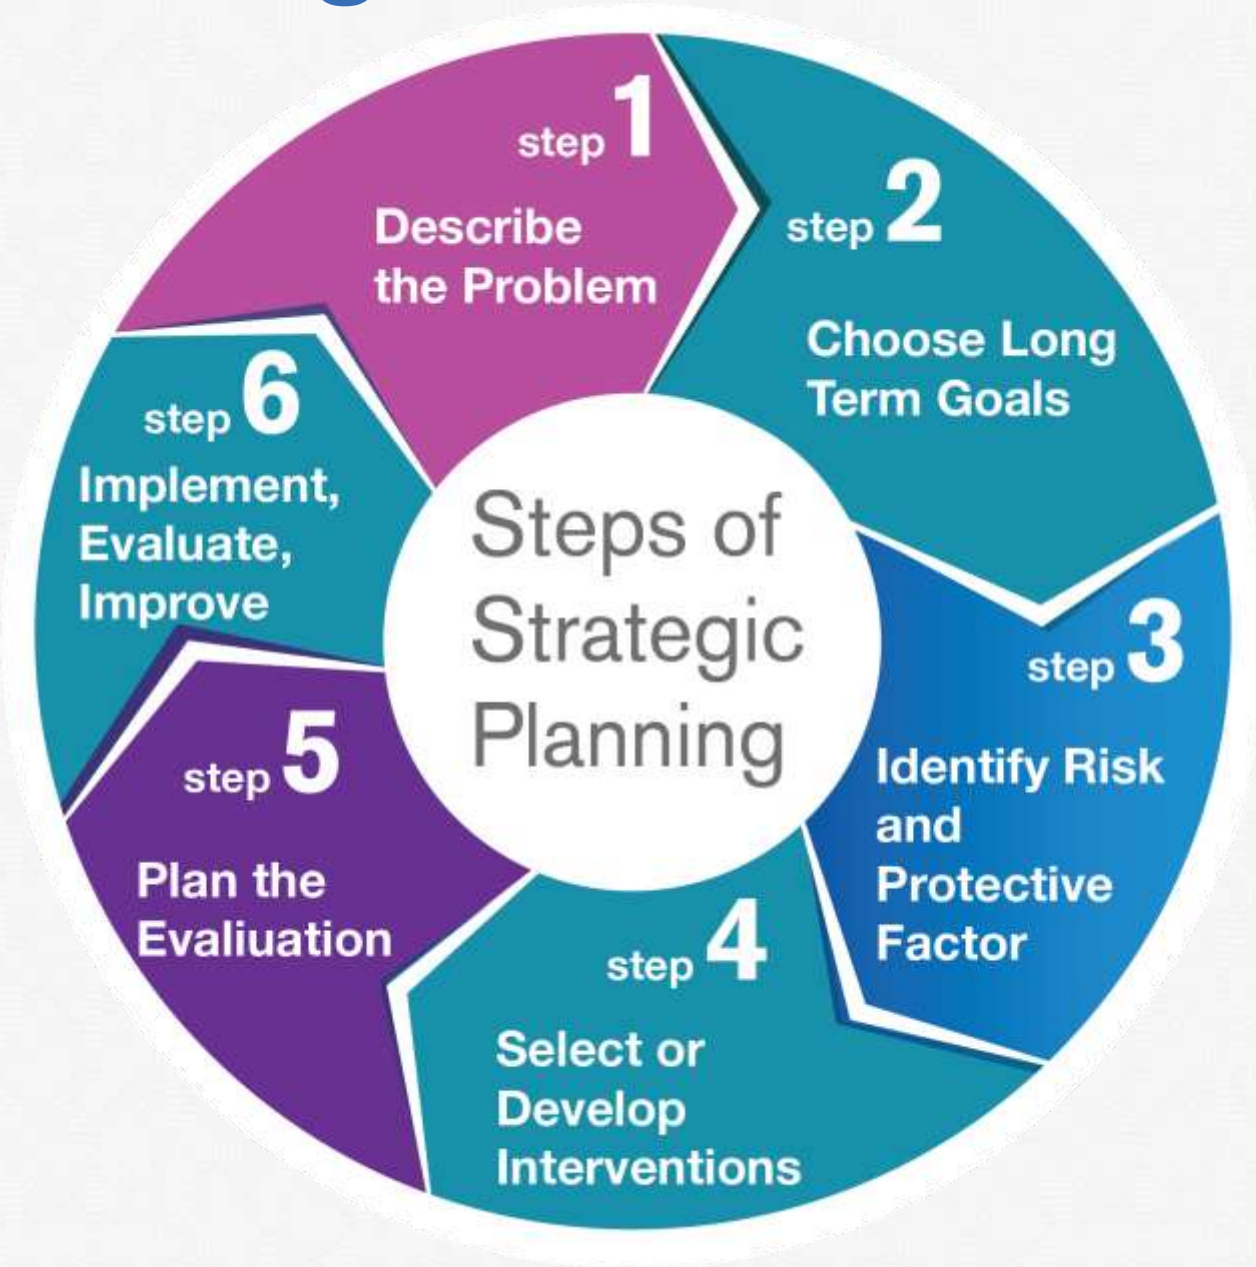 step 1
Describe
the Problem
step 2
Choose Long
Term Goals
step 3
Identify Risk
and
Protective
Factor
step 4
Select or
Develop
Interventions
step 5
Plan the
Evaliuation
step 6
Implement,
Evaluate,
Improve
Steps of
Strategic
Planning